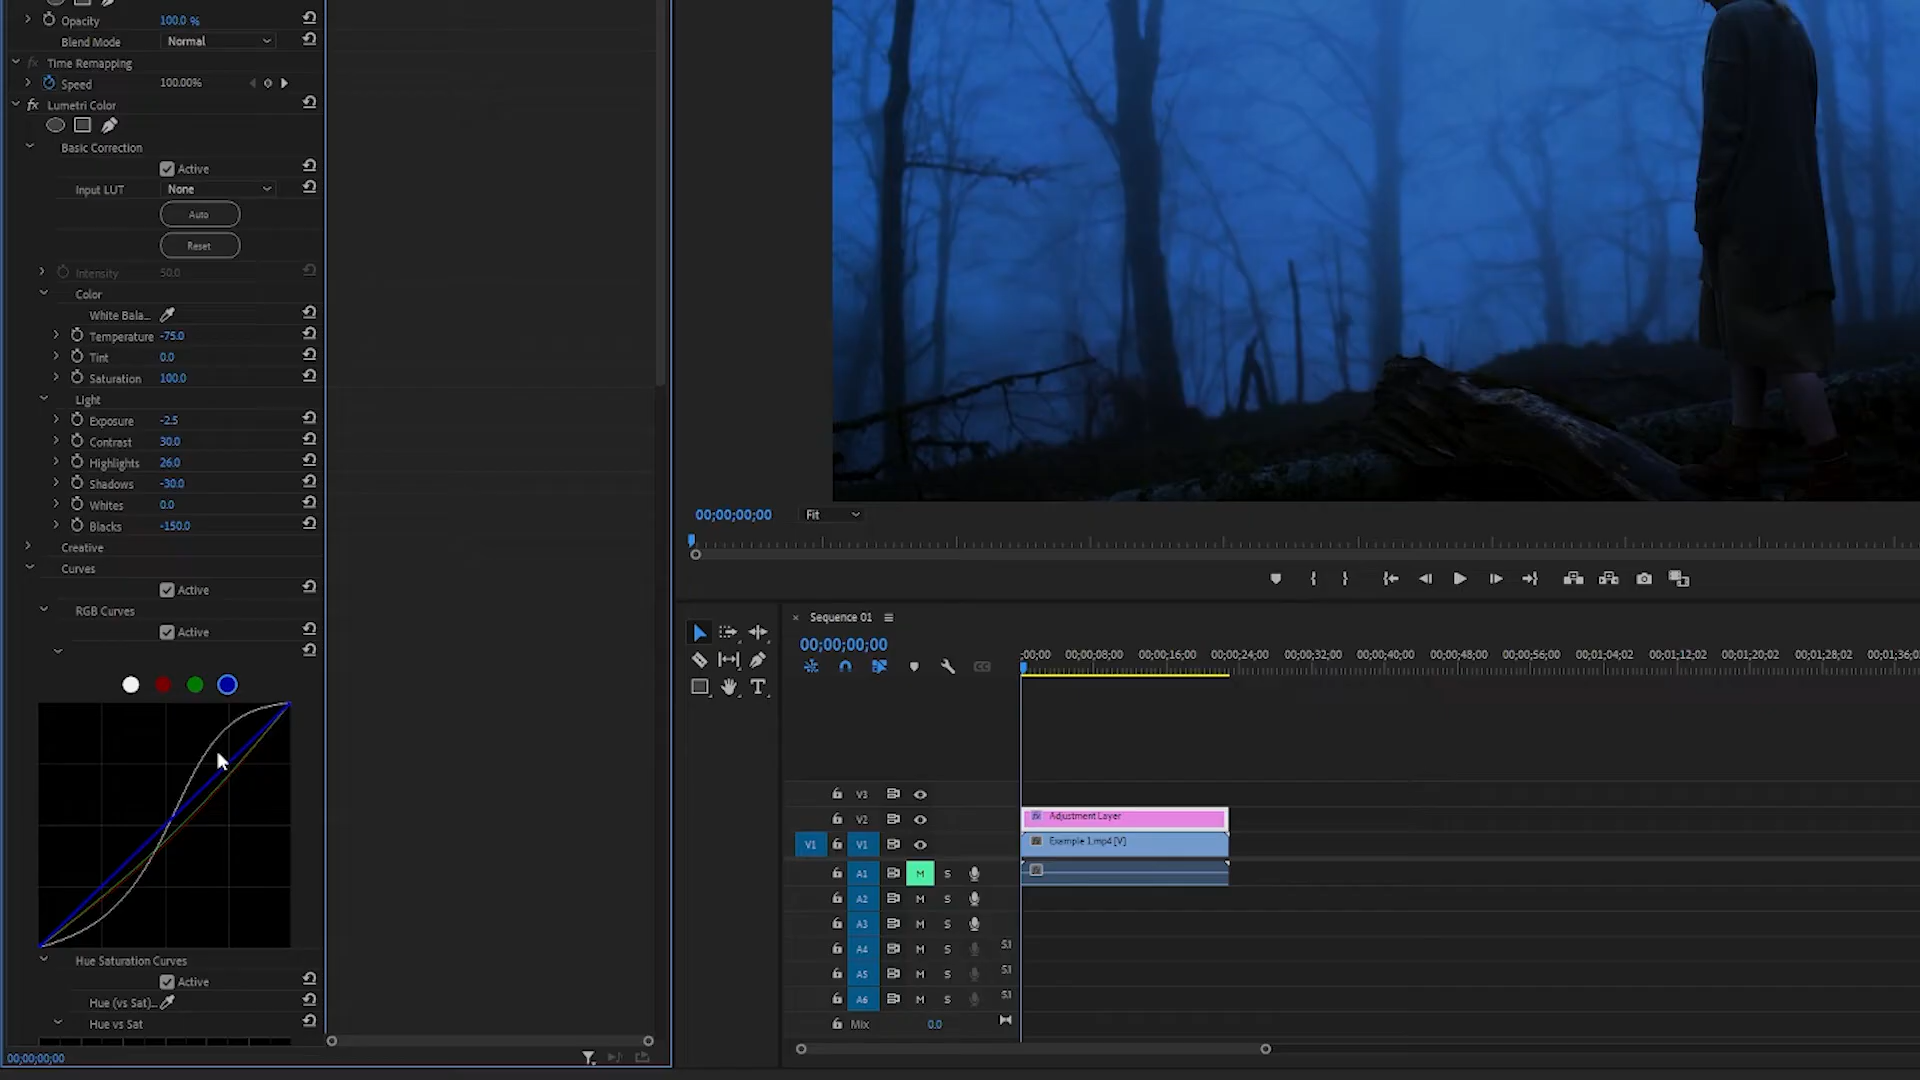 Opacity 100.0 %
Blend Mode Normal
fx Time Remapping
Speed 100.00%
fx Lumetri Color
Basic Correction
Active
Input LUT None
Auto
Reset
Intensity 50.0
Color
White Bala...
Temperature -75.0
Tint 0.0
Saturation 100.0
Light
Exposure -2.5
Contrast 30.0
Highlights 26.0
Shadows -30.0
Whites 0.0
Blacks -150.0
Creative
Curves
Active
RGB Curves
Active
Hue Saturation Curves
Active
Hue (vs Sat)...
Hue vs Sat
00;00;00;00
00;00;00;00 Fit
× Sequence 01
00;00;00;00
CC
;00;00 00;00;08;00 00;00;16;00 00;00;24;00 00;00;32;00 00;00;40;00 00;00;48;00 00;00;56;00 00;01;04;02 00;01;12;02 00;01;20;02 00;01;28;02 00;01;36;0
T
V3
V2 Adjustment Layer
V1 V1 Example 1.mp4 [V]
A1 M S
A2 M S
A3 M S
A4 M S S1
A5 M S S1
A6 M S S1
Mix 0.0